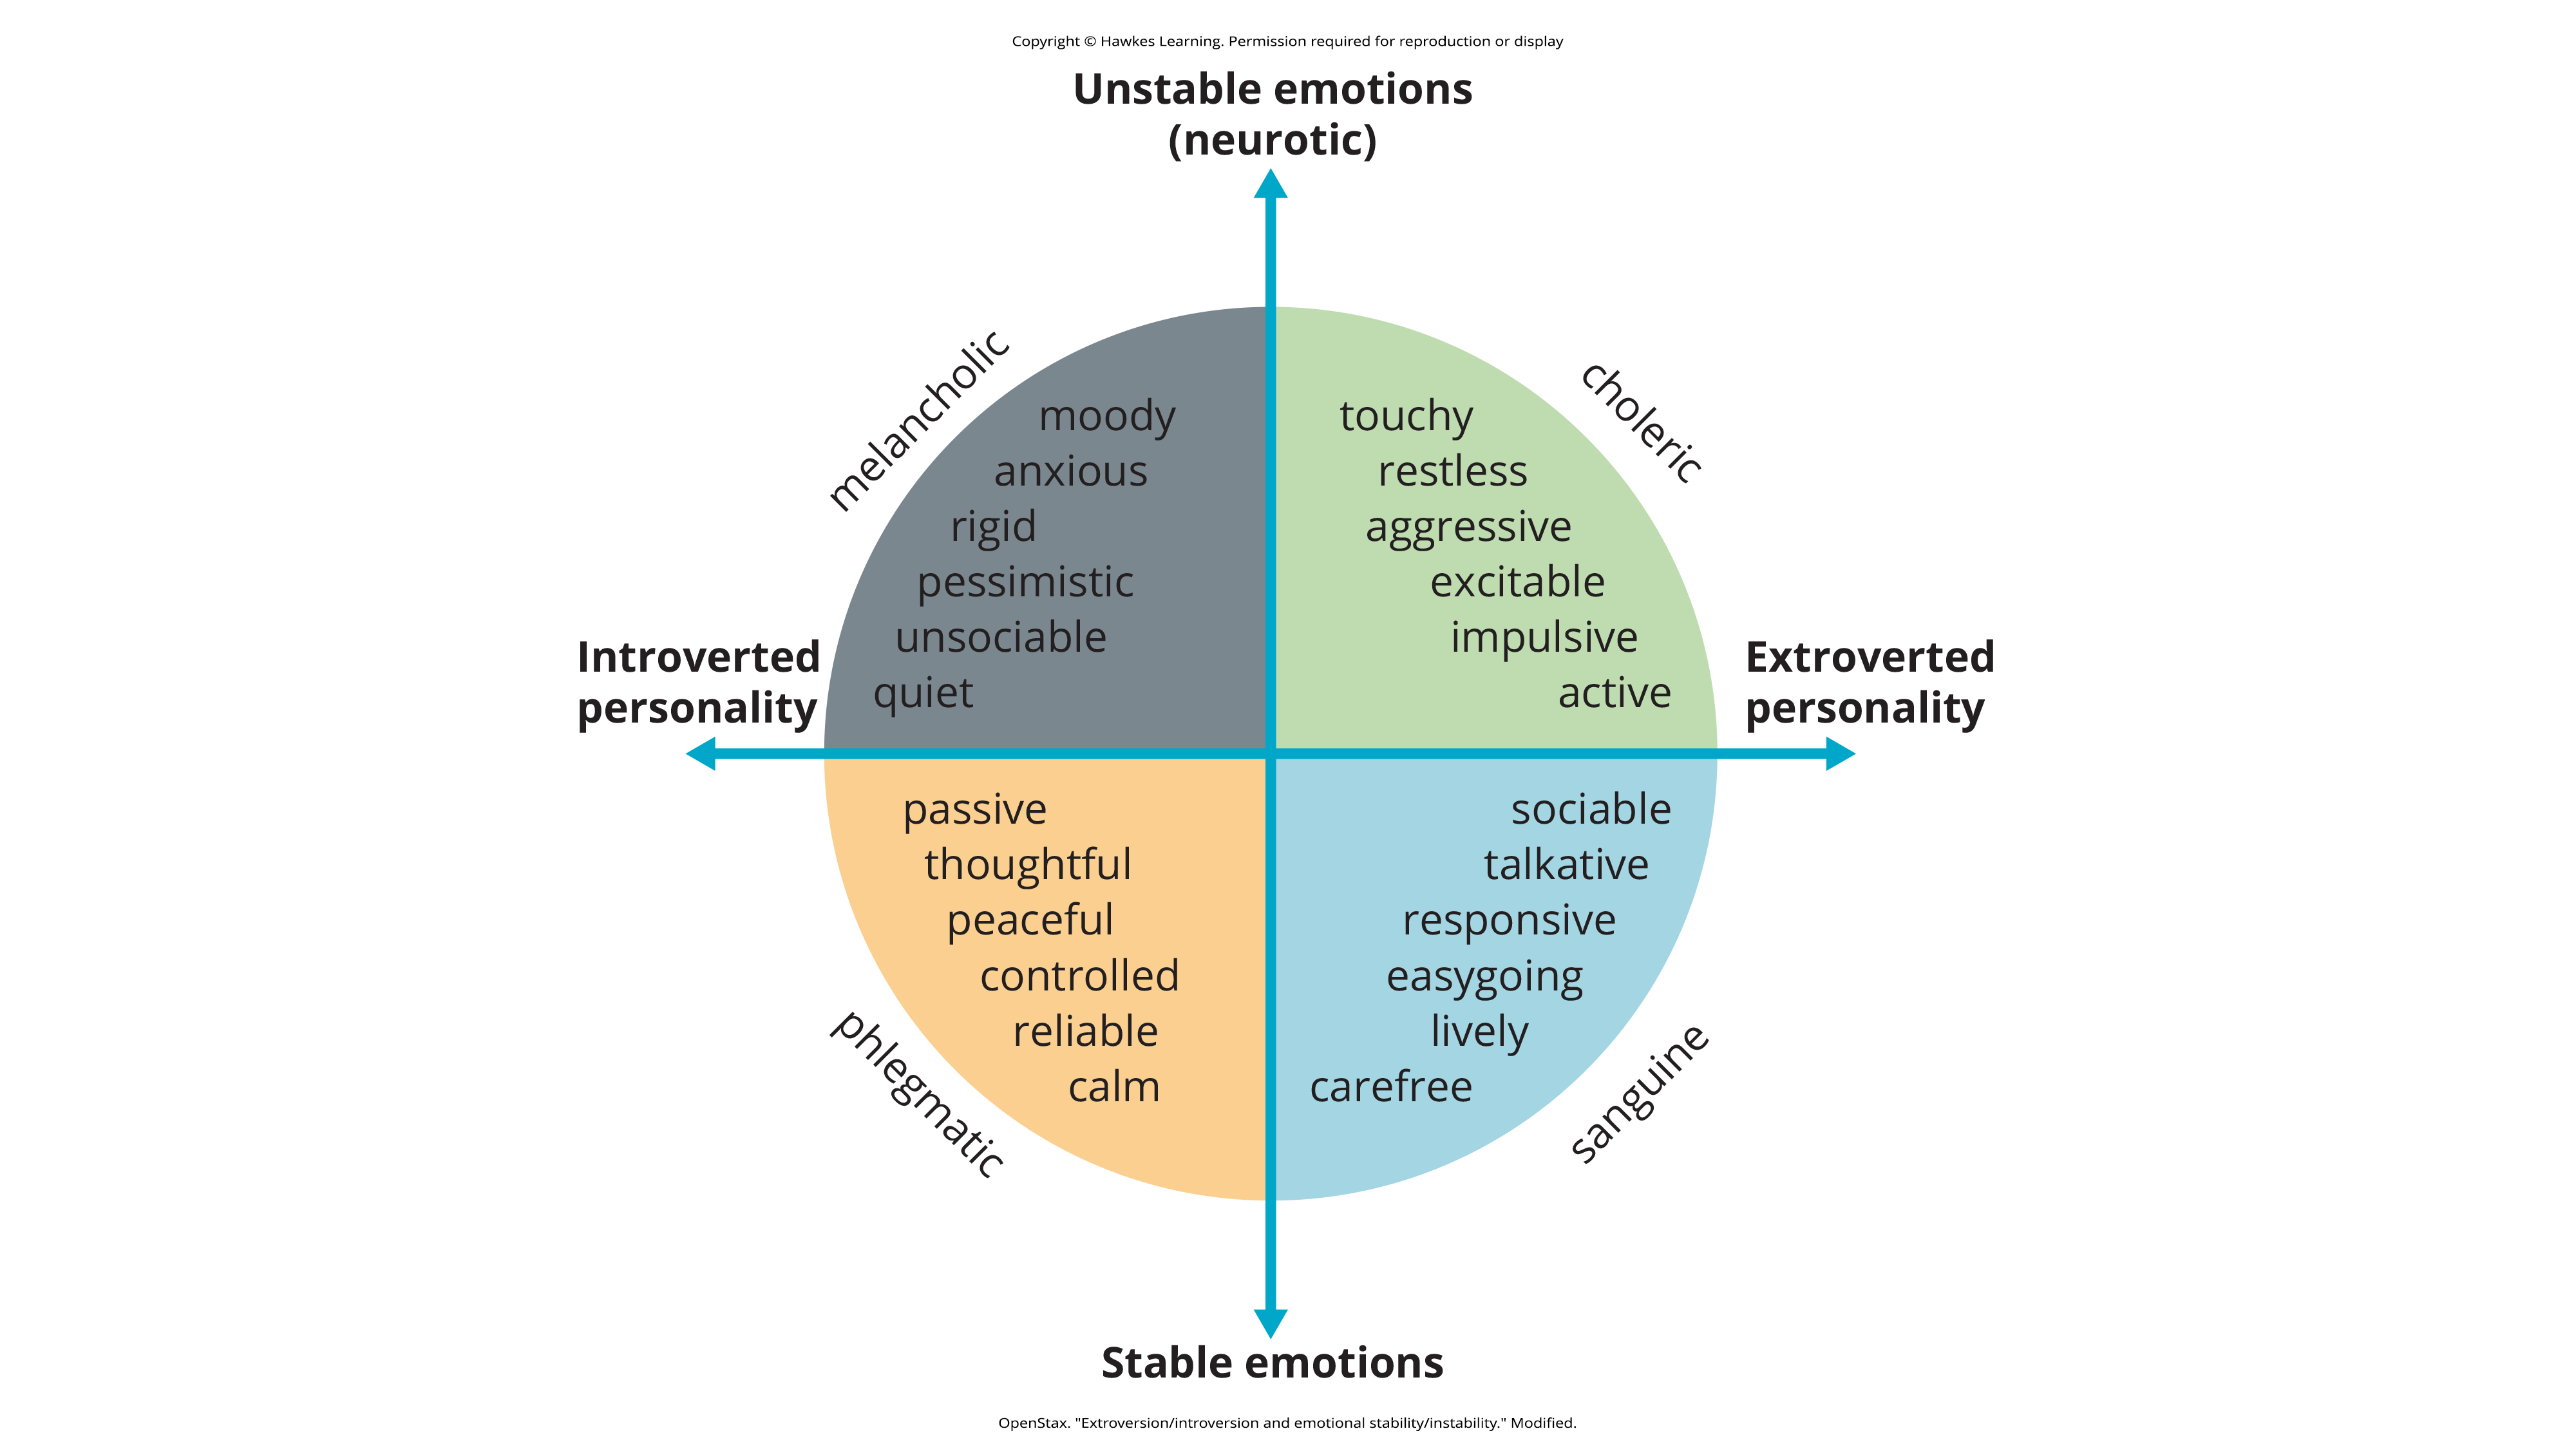 Copyright © Hawkes Learning. Permission required for reproduction or display
Unstable emotions
(neurotic)
melancholic
choleric
moody
anxious
rigid
pessimistic
unsociable
quiet
touchy
restless
aggressive
excitable
impulsive
active
Introverted
personality
Extroverted
personality
passive
thoughtful
peaceful
controlled
reliable
calm
sociable
talkative
responsive
easygoing
lively
carefree
phlegmatic
sanguine
Stable emotions
OpenStax. "Extroversion/introversion and emotional stability/instability." Modified.